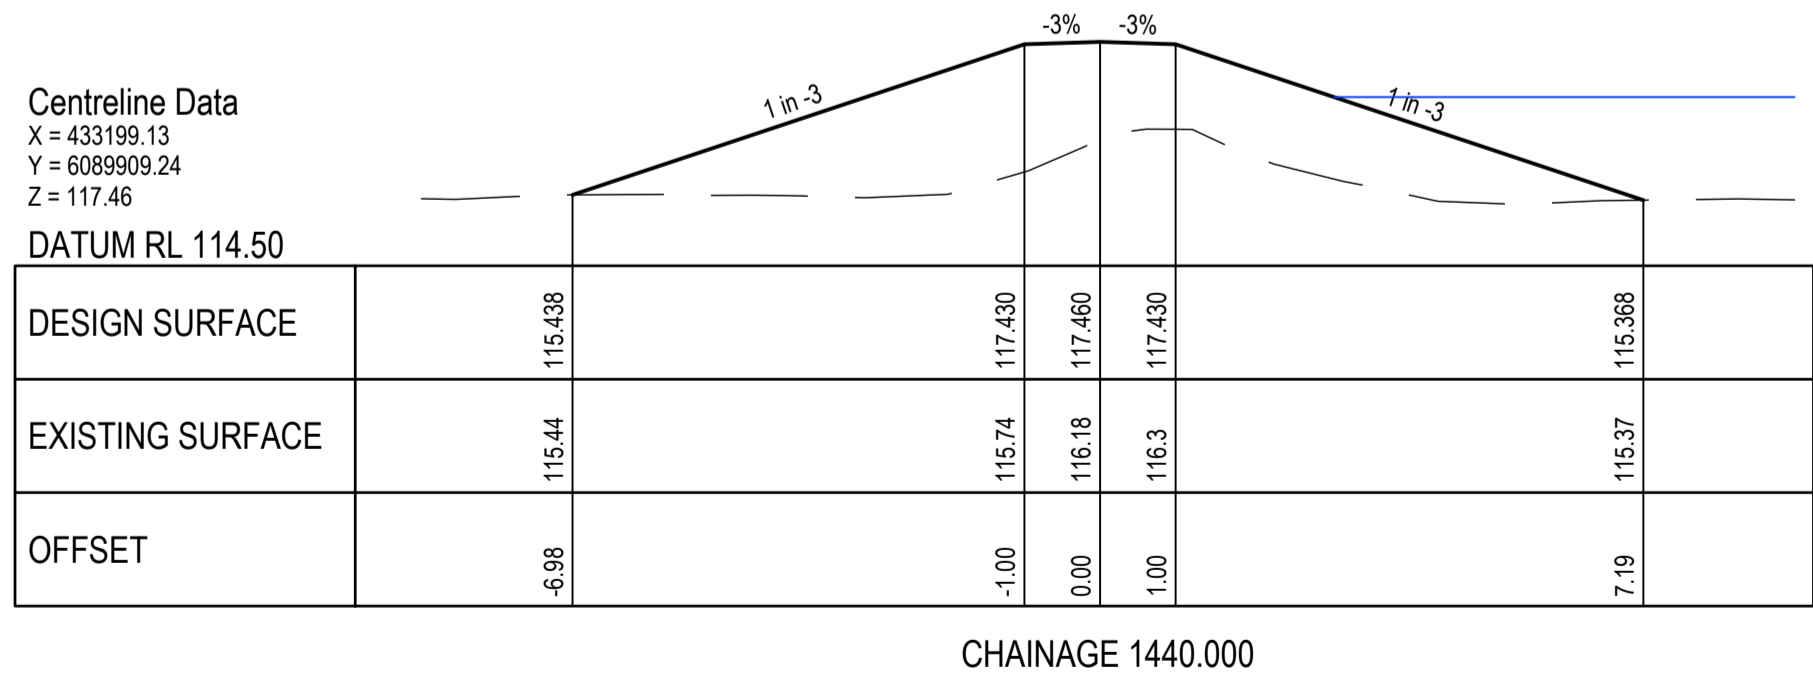 -3% -3%
1 in -3 1 in -3
Centreline Data
X = 433199.13
Y = 6089909.24
Z = 117.46
DATUM RL 114.50
DESIGN SURFACE 115.438 117.430 117.460 117.430 115.368
EXISTING SURFACE 115.44 115.74 116.18 116.3 115.37
OFFSET -6.98 -1.00 0.00 1.00 7.19
CHAINAGE 1440.000